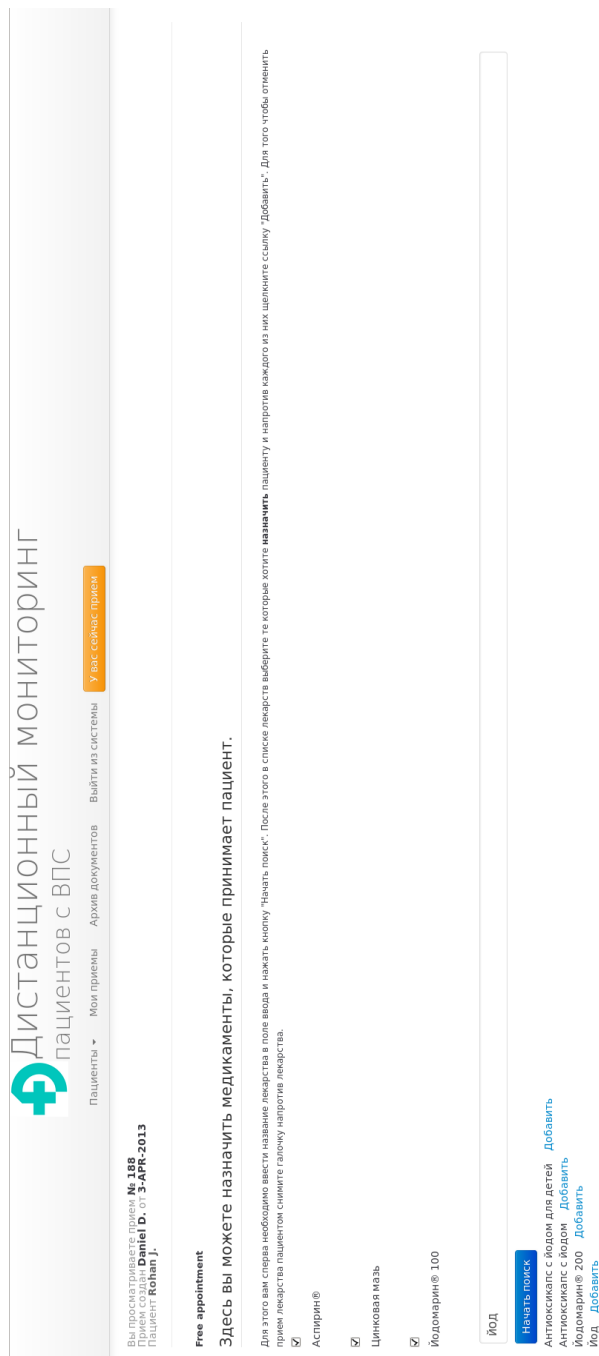 Дистанционный мониторинг
пациентов с ВПС
Пациенты Мои приемы Архив документов Выйти из системы У вас сейчас прием
Вы просматриваете прием № 188
Прием создан Daniel D. от 3-APR-2013
Пациент Rohan J.
Free appointment
Здесь вы можете назначить медикаменты, которые принимает пациент.
Для этого вам сперва необходимо ввести название лекарства в поле ввода и нажать кнопку "Начать поиск". После этого в списке лекарств выберите те которые хотите назначить пациенту и напротив каждого из них щелкните ссылку "Добавить". Для того чтобы отменить
прием лекарства пациентом снимите галочку напротив лекарства.
Аспирин®
Цинковая мазь
Йодомарин® 100
йод
Начать поиск
Антиоксикапс с йодом для детей Добавить
Антиоксикапс с йодом Добавить
Йодомарин® 200 Добавить
Йод Добавить